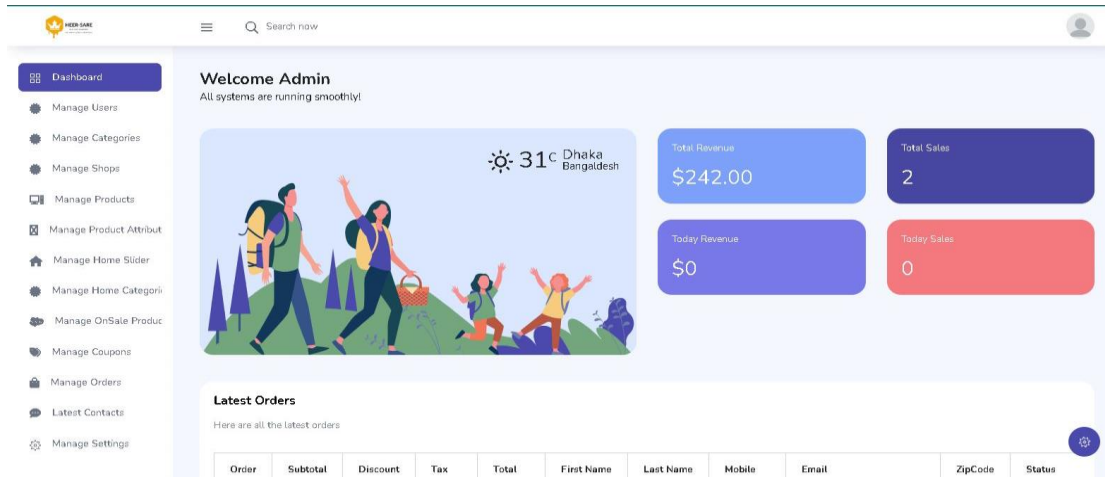 HEER-SAIRE
Search now
Dashboard
Manage Users
Manage Categories
Manage Shops
Manage Products
Manage Product Attribut
Manage Home Slider
Manage Home Categori
Manage OnSale Produc
Manage Coupons
Manage Orders
Latest Contacts
Manage Settings
Welcome Admin
All systems are running smoothly!
31C Dhaka
Bangaldesh
Total Revenue
$242.00
Total Sales
2
Today Revenue
$0
Today Sales
0
Latest Orders
Here are all the latest orders
Order Subtotal Discount Tax Total First Name Last Name Mobile Email ZipCode Status